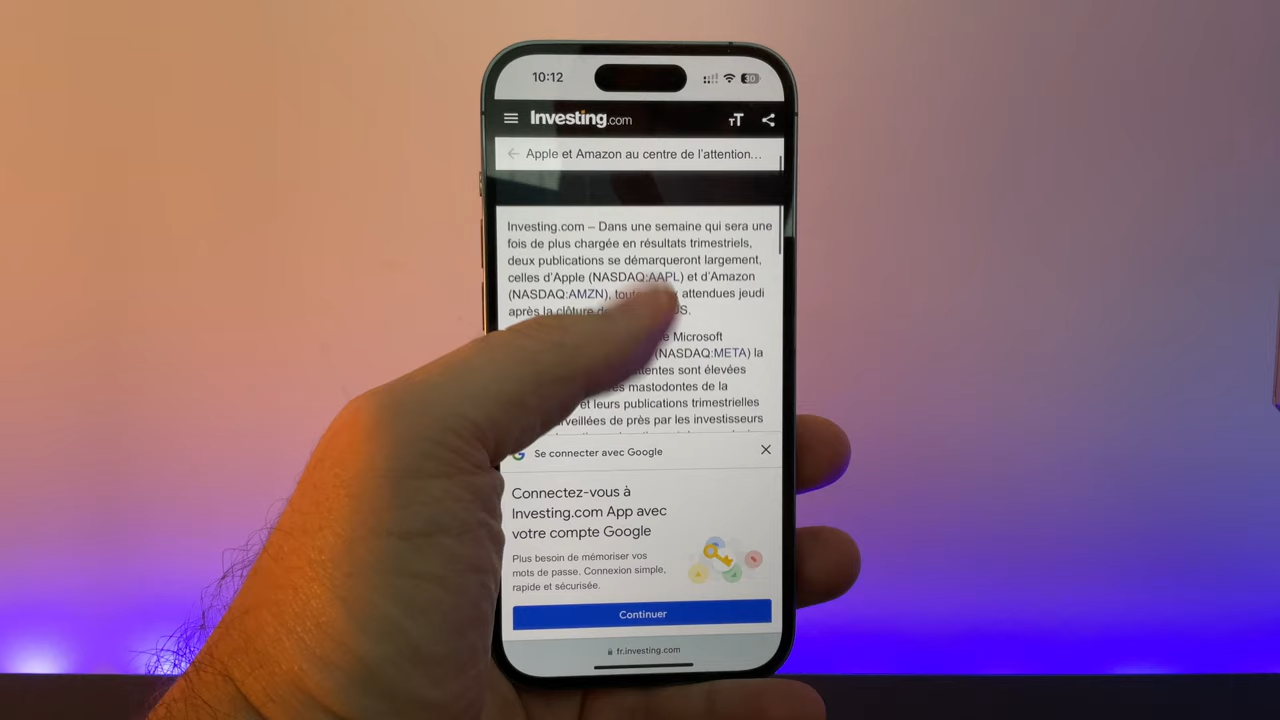 10:12
30
Investing.com
тT
Apple et Amazon au centre de l'attention...
Investing.com – Dans une semaine qui sera une
fois de plus chargée en résultats trimestriels,
deux publications se démarqueront largement,
celles d'Apple (NASDAQ:AAPL) et d'Amazon
(NASDAQ:AMZN), attendues jeudi
après la clôture
Microsoft
(NASDAQ:META) la
sont élevées
mastodontes de la
et leurs publications trimestrielles
de près par les investisseurs
G Se connecter avec Google
Connectez-vous à
Investing.com App avec
votre compte Google
Plus besoin de mémoriser vos
mots de passe. Connexion simple,
rapide et sécurisée.
Continuer
fr.investing.com